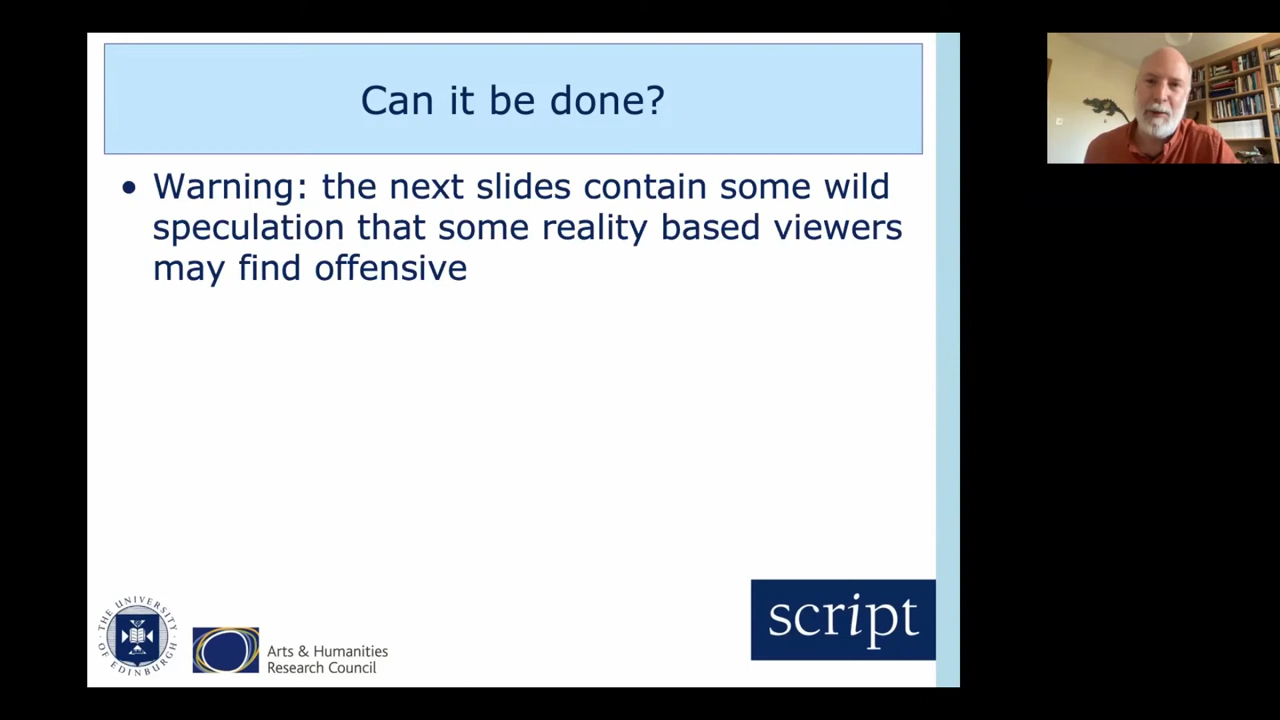 Can it be done?
• Warning: the next slides contain some wild
speculation that some reality based viewers
may find offensive
THE UNIVERSITY
OF EDINBURGH
Arts & Humanities
Research Council
script